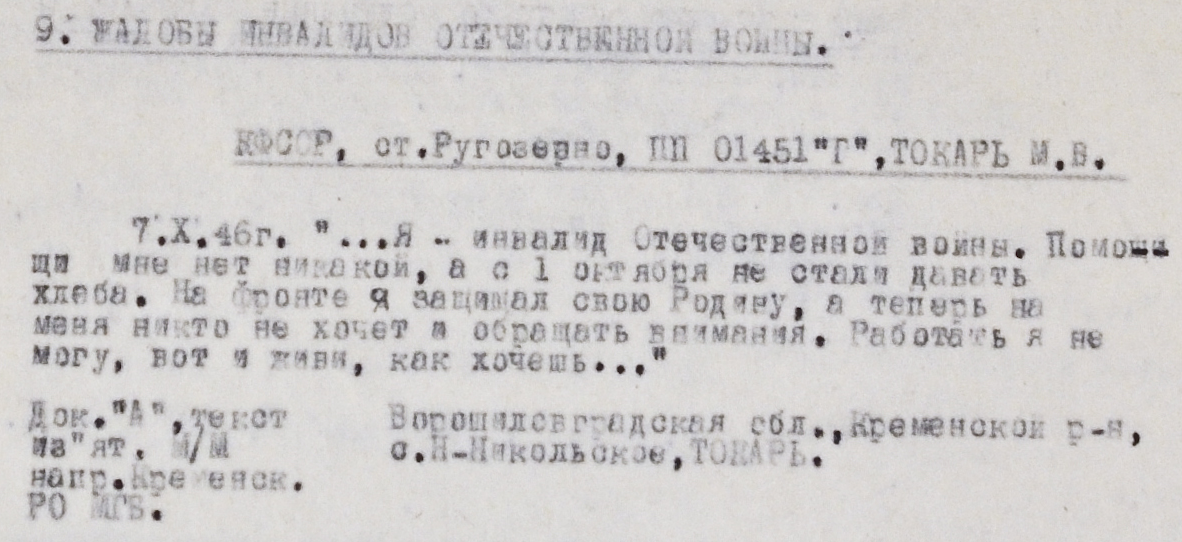 9. ЖАЛОБЫ ИНВАЛИДОВ ОТЕЧЕСТВЕННОЙ ВОЙНЫ.
КФССР, ст.Ругозерно, ПП 01451"Г",ТОКАРЬ М.В.
7.X.46г. "...Я - инвалид Отечественной войны. Помощи
щи мне нет никакой, а с 1 октября не стали давать
хлеба. На фронте я защищал свою Родину, а теперь на
меня никто не хочет и обращать внимания. Работать я не
могу, вот и живи, как хочешь..."
Док."А",текст
Ворошиловградская обл.,Кременской р-н,
из"ят. М/М
с.Н-Никольское,ТОКАРЬ.
напр.Кременск.
РО МГБ.